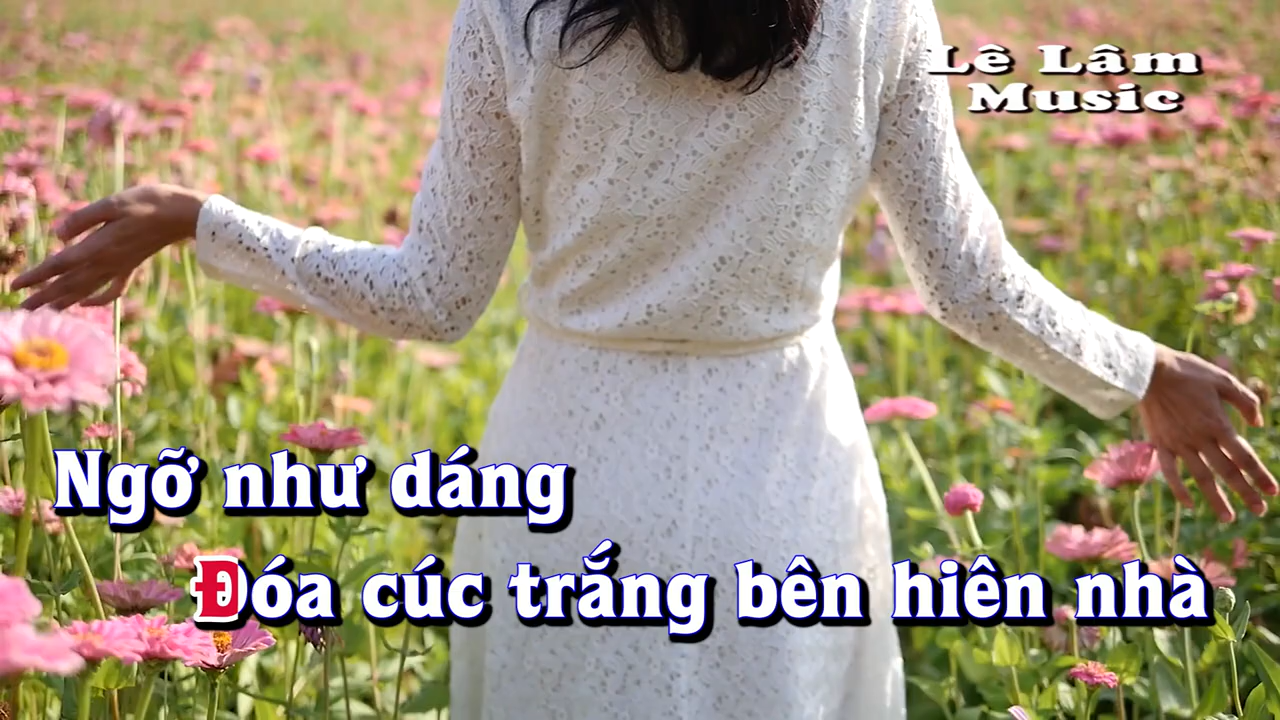 Lê Lâm
Music
Ngỡ như dáng
Đóa cúc trắng bên hiên nhà